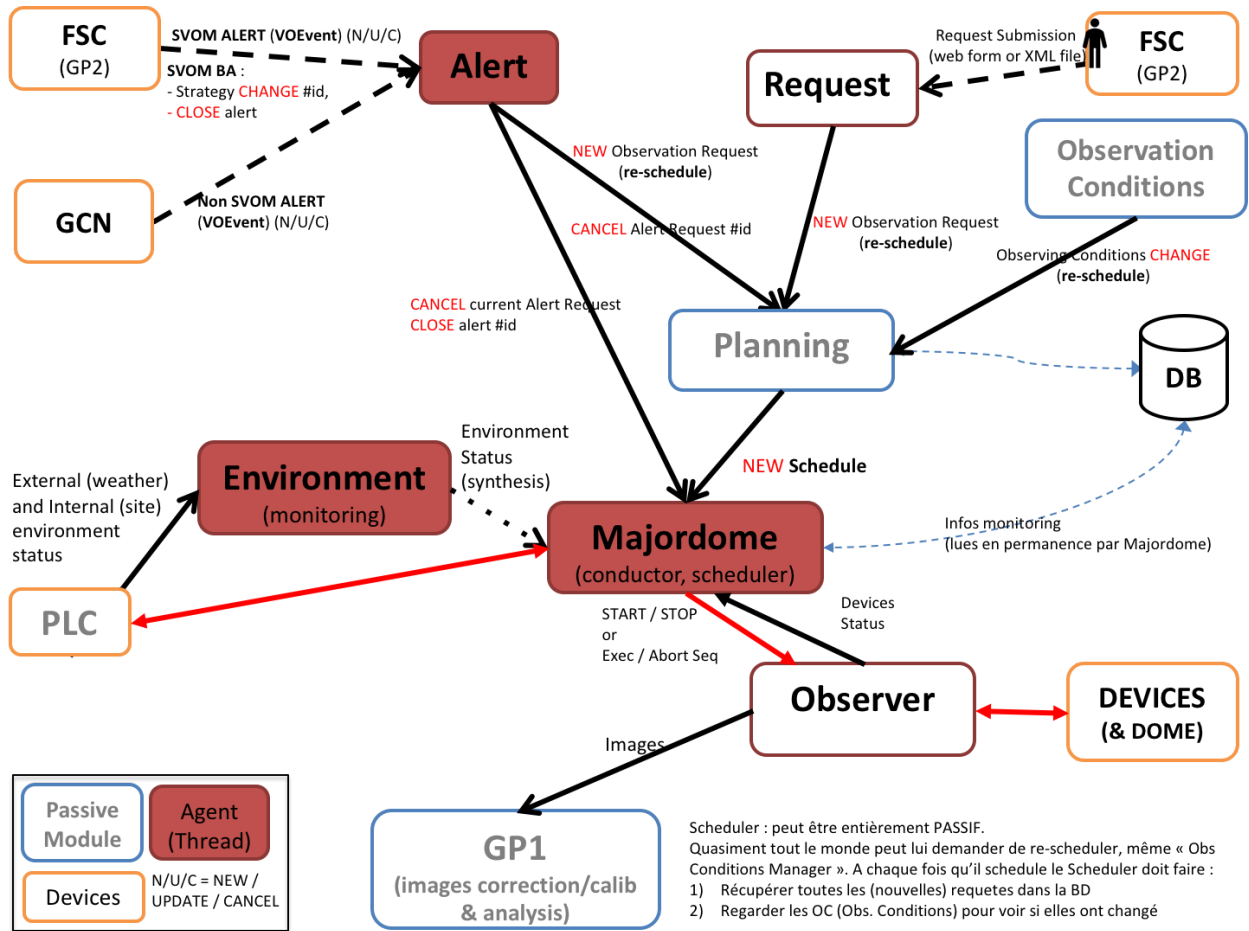 FSC
(GP2)
SVOM ALERT (VOEvent) (N/U/C)
SVOM BA :
- Strategy CHANGE #id,
- CLOSE alert
Alert
Request Submission
(web form or XML file)
FSC
(GP2)
Request
Observation
Conditions
GCN
Non SVOM ALERT
(VOEvent) (N/U/C)
NEW Observation Request
(re-schedule)
CANCEL Alert Request #id
NEW Observation Request
(re-schedule)
Observing Conditions CHANGE
(re-schedule)
CANCEL current Alert Request
CLOSE alert #id
Planning
DB
NEW Schedule
Environment
Status
(synthesis)
Environment
(monitoring)
External (weather)
and Internal (site)
environment
status
PLC
Majordome
(conductor, scheduler)
Infos monitoring
(lues en permanence par Majordome)
START / STOP
or
Exec / Abort Seq
Devices
Status
Observer
DEVICES
(& DOME)
Images
GP1
(images correction/calib
& analysis)
Passive
Module
Agent
(Thread)
Devices
N/U/C = NEW /
UPDATE / CANCEL
Scheduler : peut être entièrement PASSIF.
Quasiment tout le monde peut lui demander de re-scheduler, même « Obs
Conditions Manager ». A chaque fois qu’il schedule le Scheduler doit faire :
1) Récupérer toutes les (nouvelles) requetes dans la BD
2) Regarder les OC (Obs. Conditions) pour voir si elles ont changé